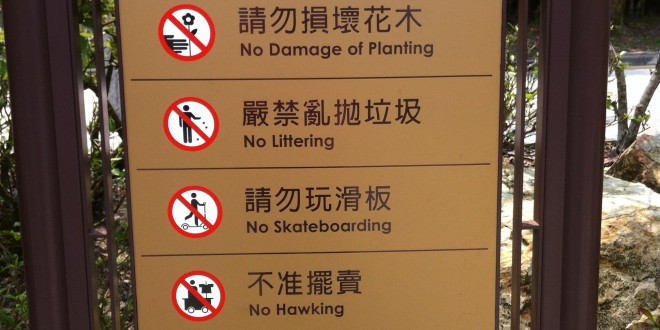 請勿損壞花木
No Damage of Planting
嚴禁亂拋垃圾
No Littering
請勿玩滑板
No Skateboarding
不准擺賣
No Hawking